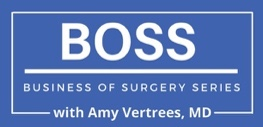 BOSS
BUSINESS OF SURGERY SERIES
with Amy Vertrees, MD